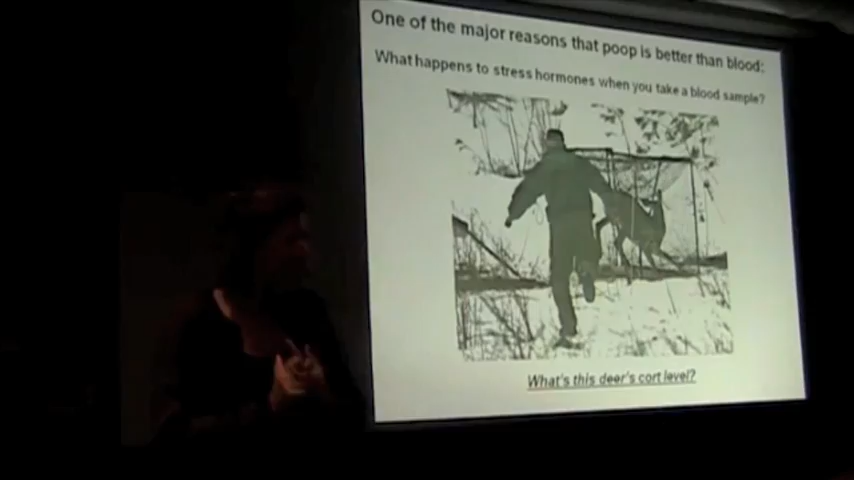 One of the major reasons that poop is better than blood:
What happens to stress hormones when you take a blood sample?
What's this deer's cort level?